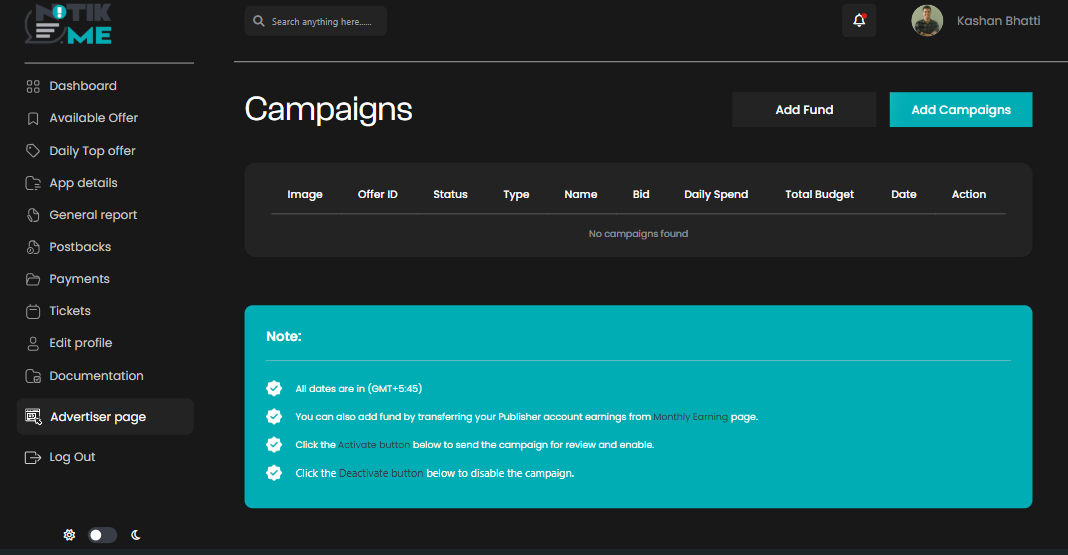 N!TIK
.ME
Search anything here......
Kashan Bhatti
Dashboard
Available Offer
Daily Top offer
App details
General report
Postbacks
Payments
Tickets
Edit profile
Documentation
Advertiser page
Log Out
Campaigns
Add Fund
Add Campaigns
Image Offer ID Status Type Name Bid Daily Spend Total Budget Date Action
No campaigns found
Note:
All dates are in (GMT+5:45)
You can also add fund by transferring your Publisher account earnings from Monthly Earning page.
Click the Activate button below to send the campaign for review and enable.
Click the Deactivate button below to disable the campaign.